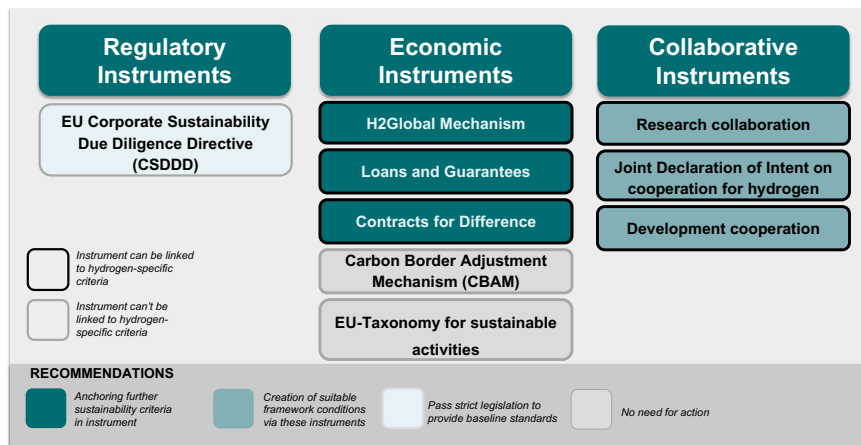 Regulatory
Instruments
EU Corporate Sustainability
Due Diligence Directive
(CSDDD)
Economic
Instruments
H2Global Mechanism
Loans and Guarantees
Contracts for Difference
Carbon Border Adjustment
Mechanism (CBAM)
EU-Taxonomy for sustainable
activities
Collaborative
Instruments
Research collaboration
Joint Declaration of Intent on
cooperation for hydrogen
Development cooperation
Instrument can be linked
to hydrogen-specific
criteria
Instrument can't be
linked to hydrogen-
specific criteria
RECOMMENDATIONS
Anchoring further
sustainability criteria
in instrument
Creation of suitable
framework conditions
via these instruments
Pass strict legislation to
provide baseline standards
No need for action